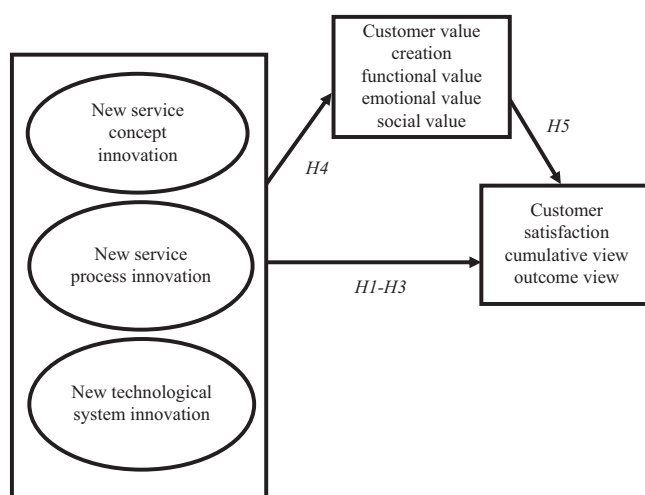 Customer value
creation
functional value
emotional value
social value
New service
concept
innovation
H4
H5
New service
process innovation
Customer
satisfaction
cumulative view
outcome view
H1-H3
New technological
system innovation